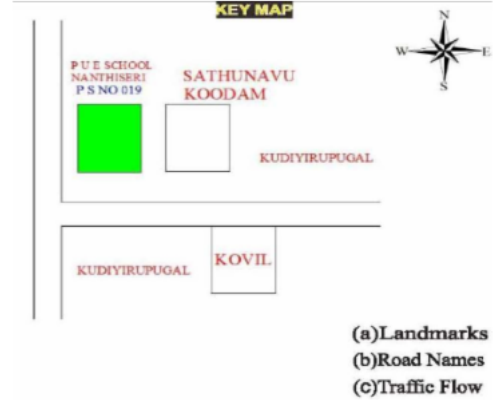 KEY MAP
N
W
E
S
P U E SCHOOL
NANTHISERI
P S NO 019
SATHUNAVU
KOODAM
KUDIYIRUPUGAL
KUDIYIRUPUGAL
KOVIL
(a)Landmarks
(b)Road Names
(c)Traffic Flow